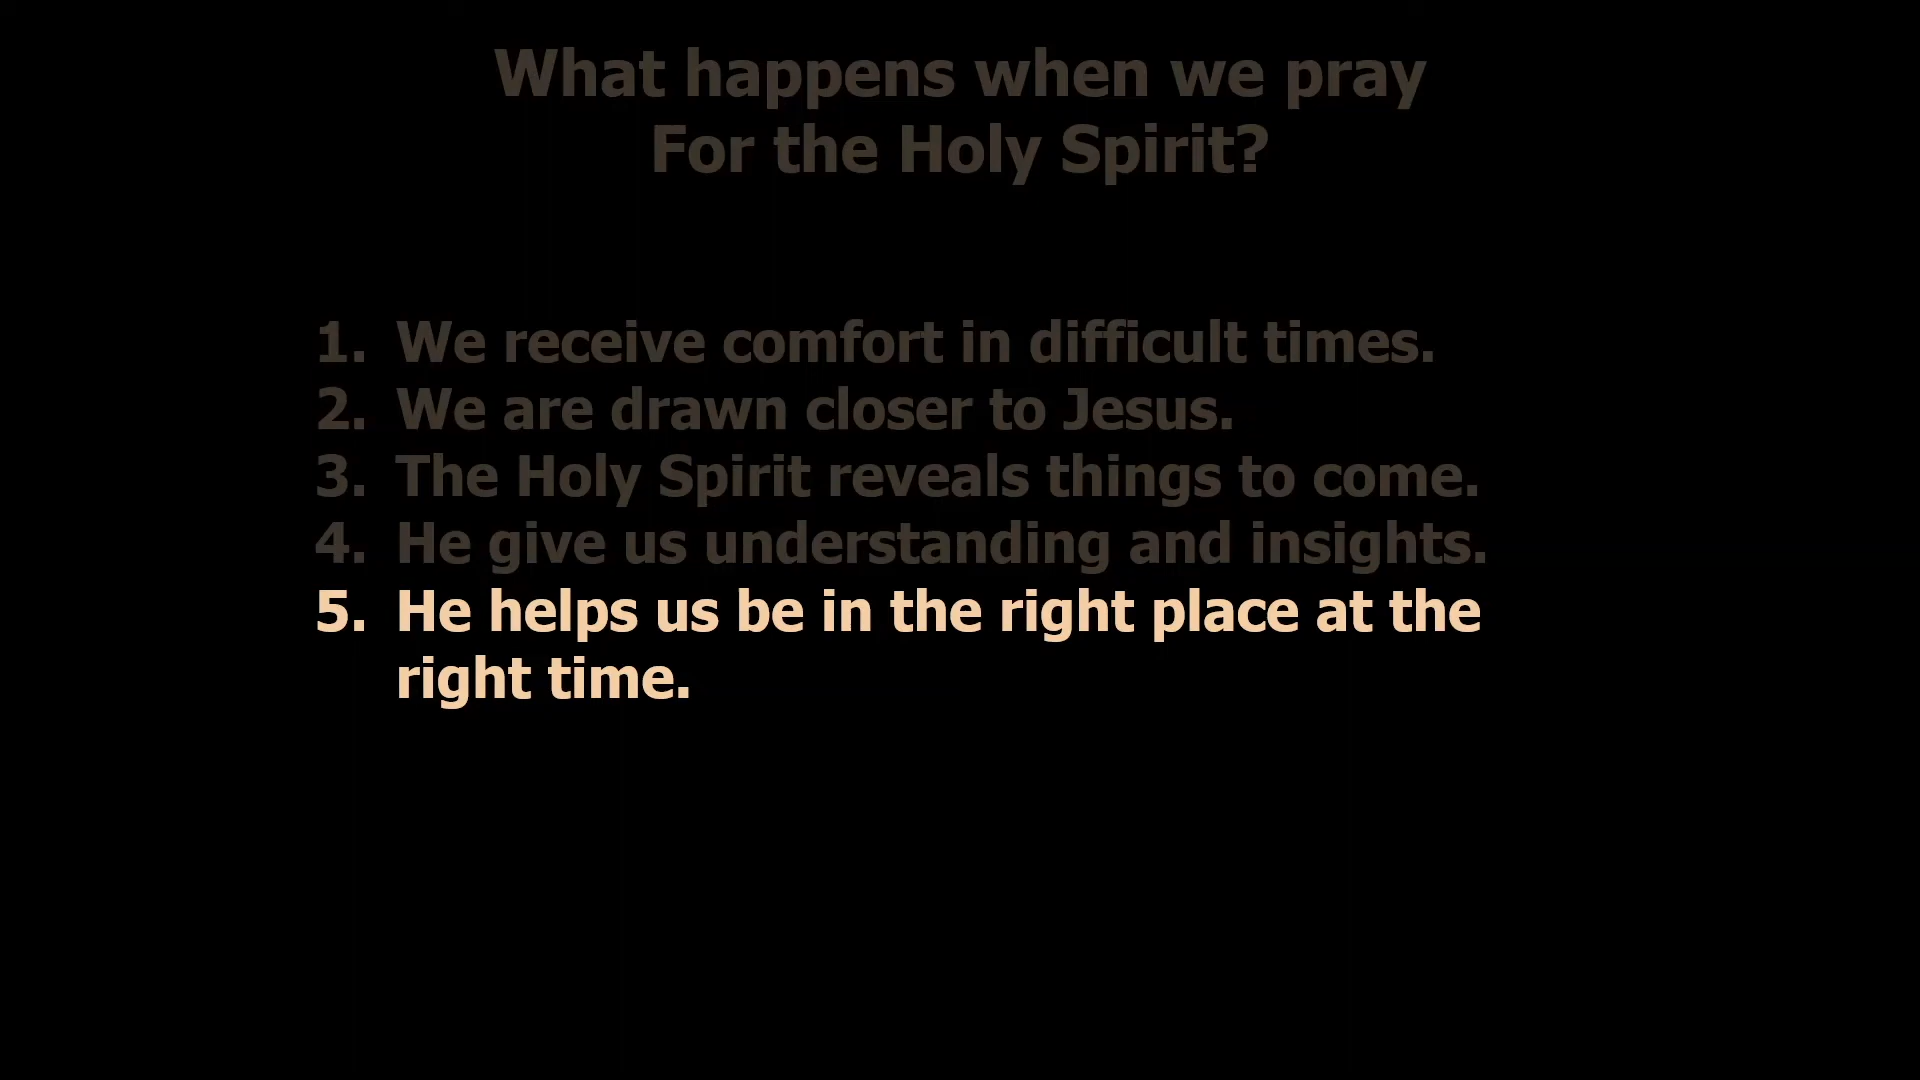 What happens when we pray
For the Holy Spirit?
1. We receive comfort in difficult times.
2. We are drawn closer to Jesus.
3. The Holy Spirit reveals things to come.
4. He give us understanding and insights.
5. He helps us be in the right place at the
right time.